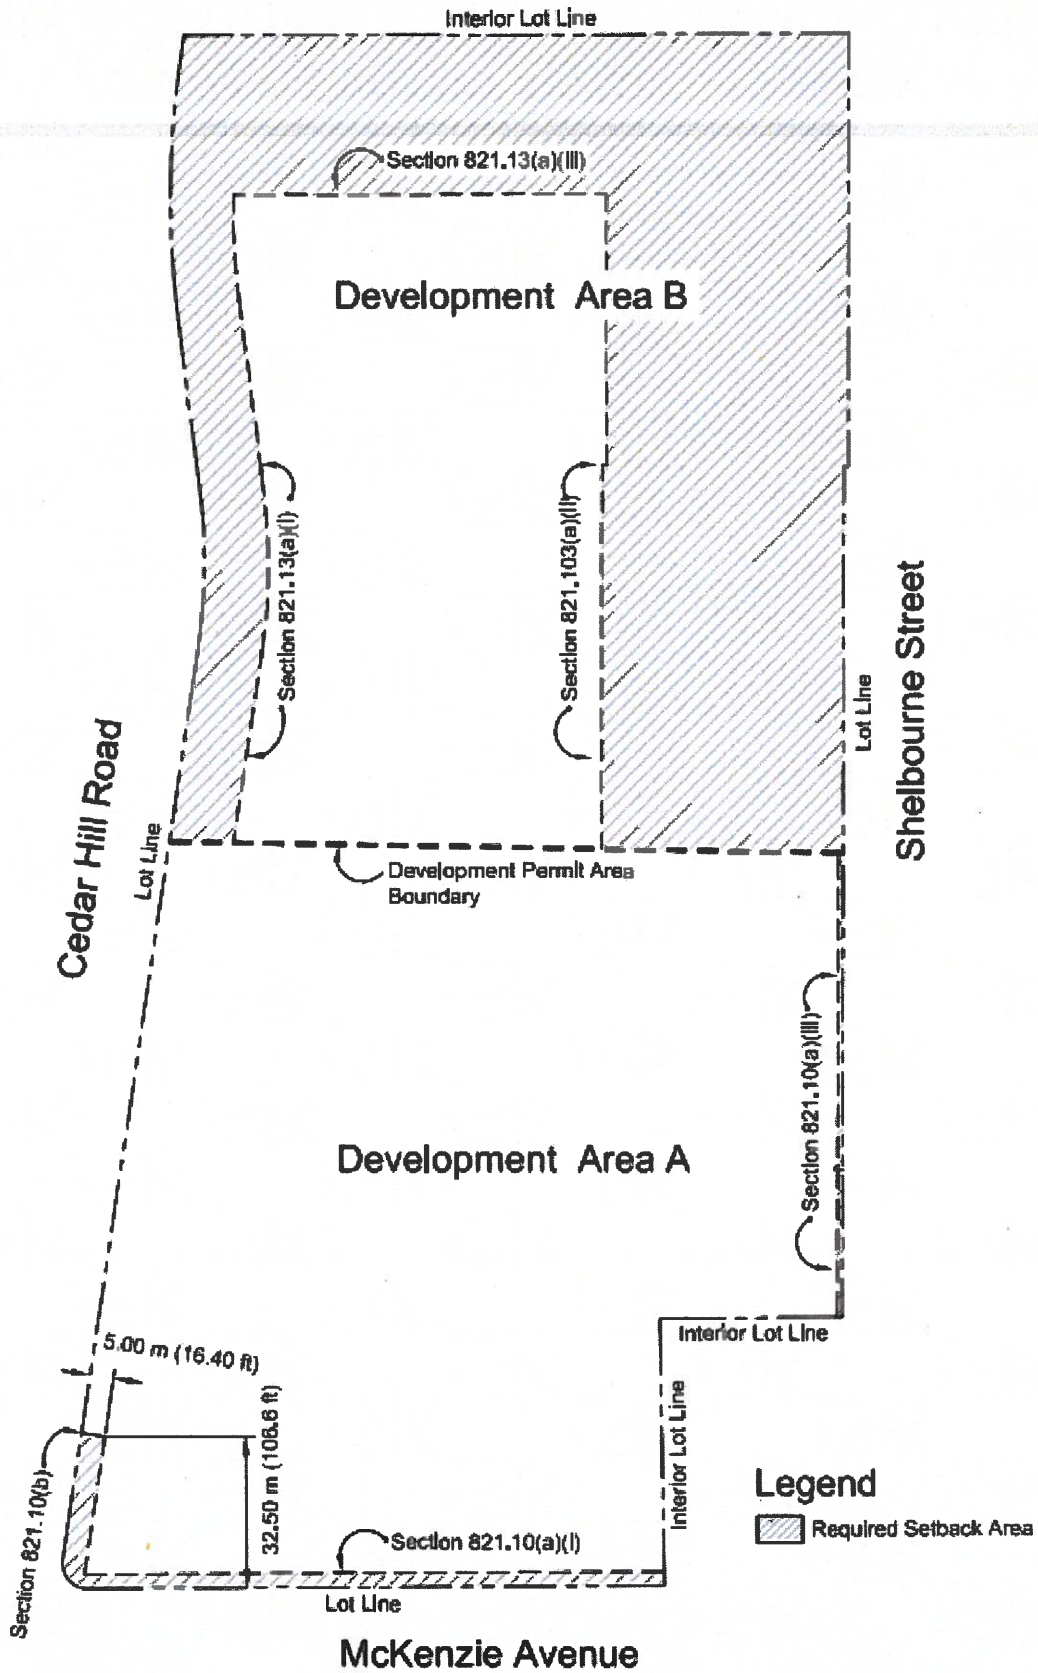 Interior Lot Line
Section 821.13(a)(iii)
Development Area B
Section 821.13(a)(i)
Section 821.103(a)(ii)
Shelbourne Street
Lot Line
Cedar Hill Road
Lot Line
Development Permit Area
Boundary
Section 821.10(a)(iii)
Development Area A
Interior Lot Line
5.00 m (16.40 ft)
32.50 m (106.6 ft)
Interior Lot Line
Section 821.10(b)
Section 821.10(a)(i)
Lot Line
McKenzie Avenue
Legend
Required Setback Area